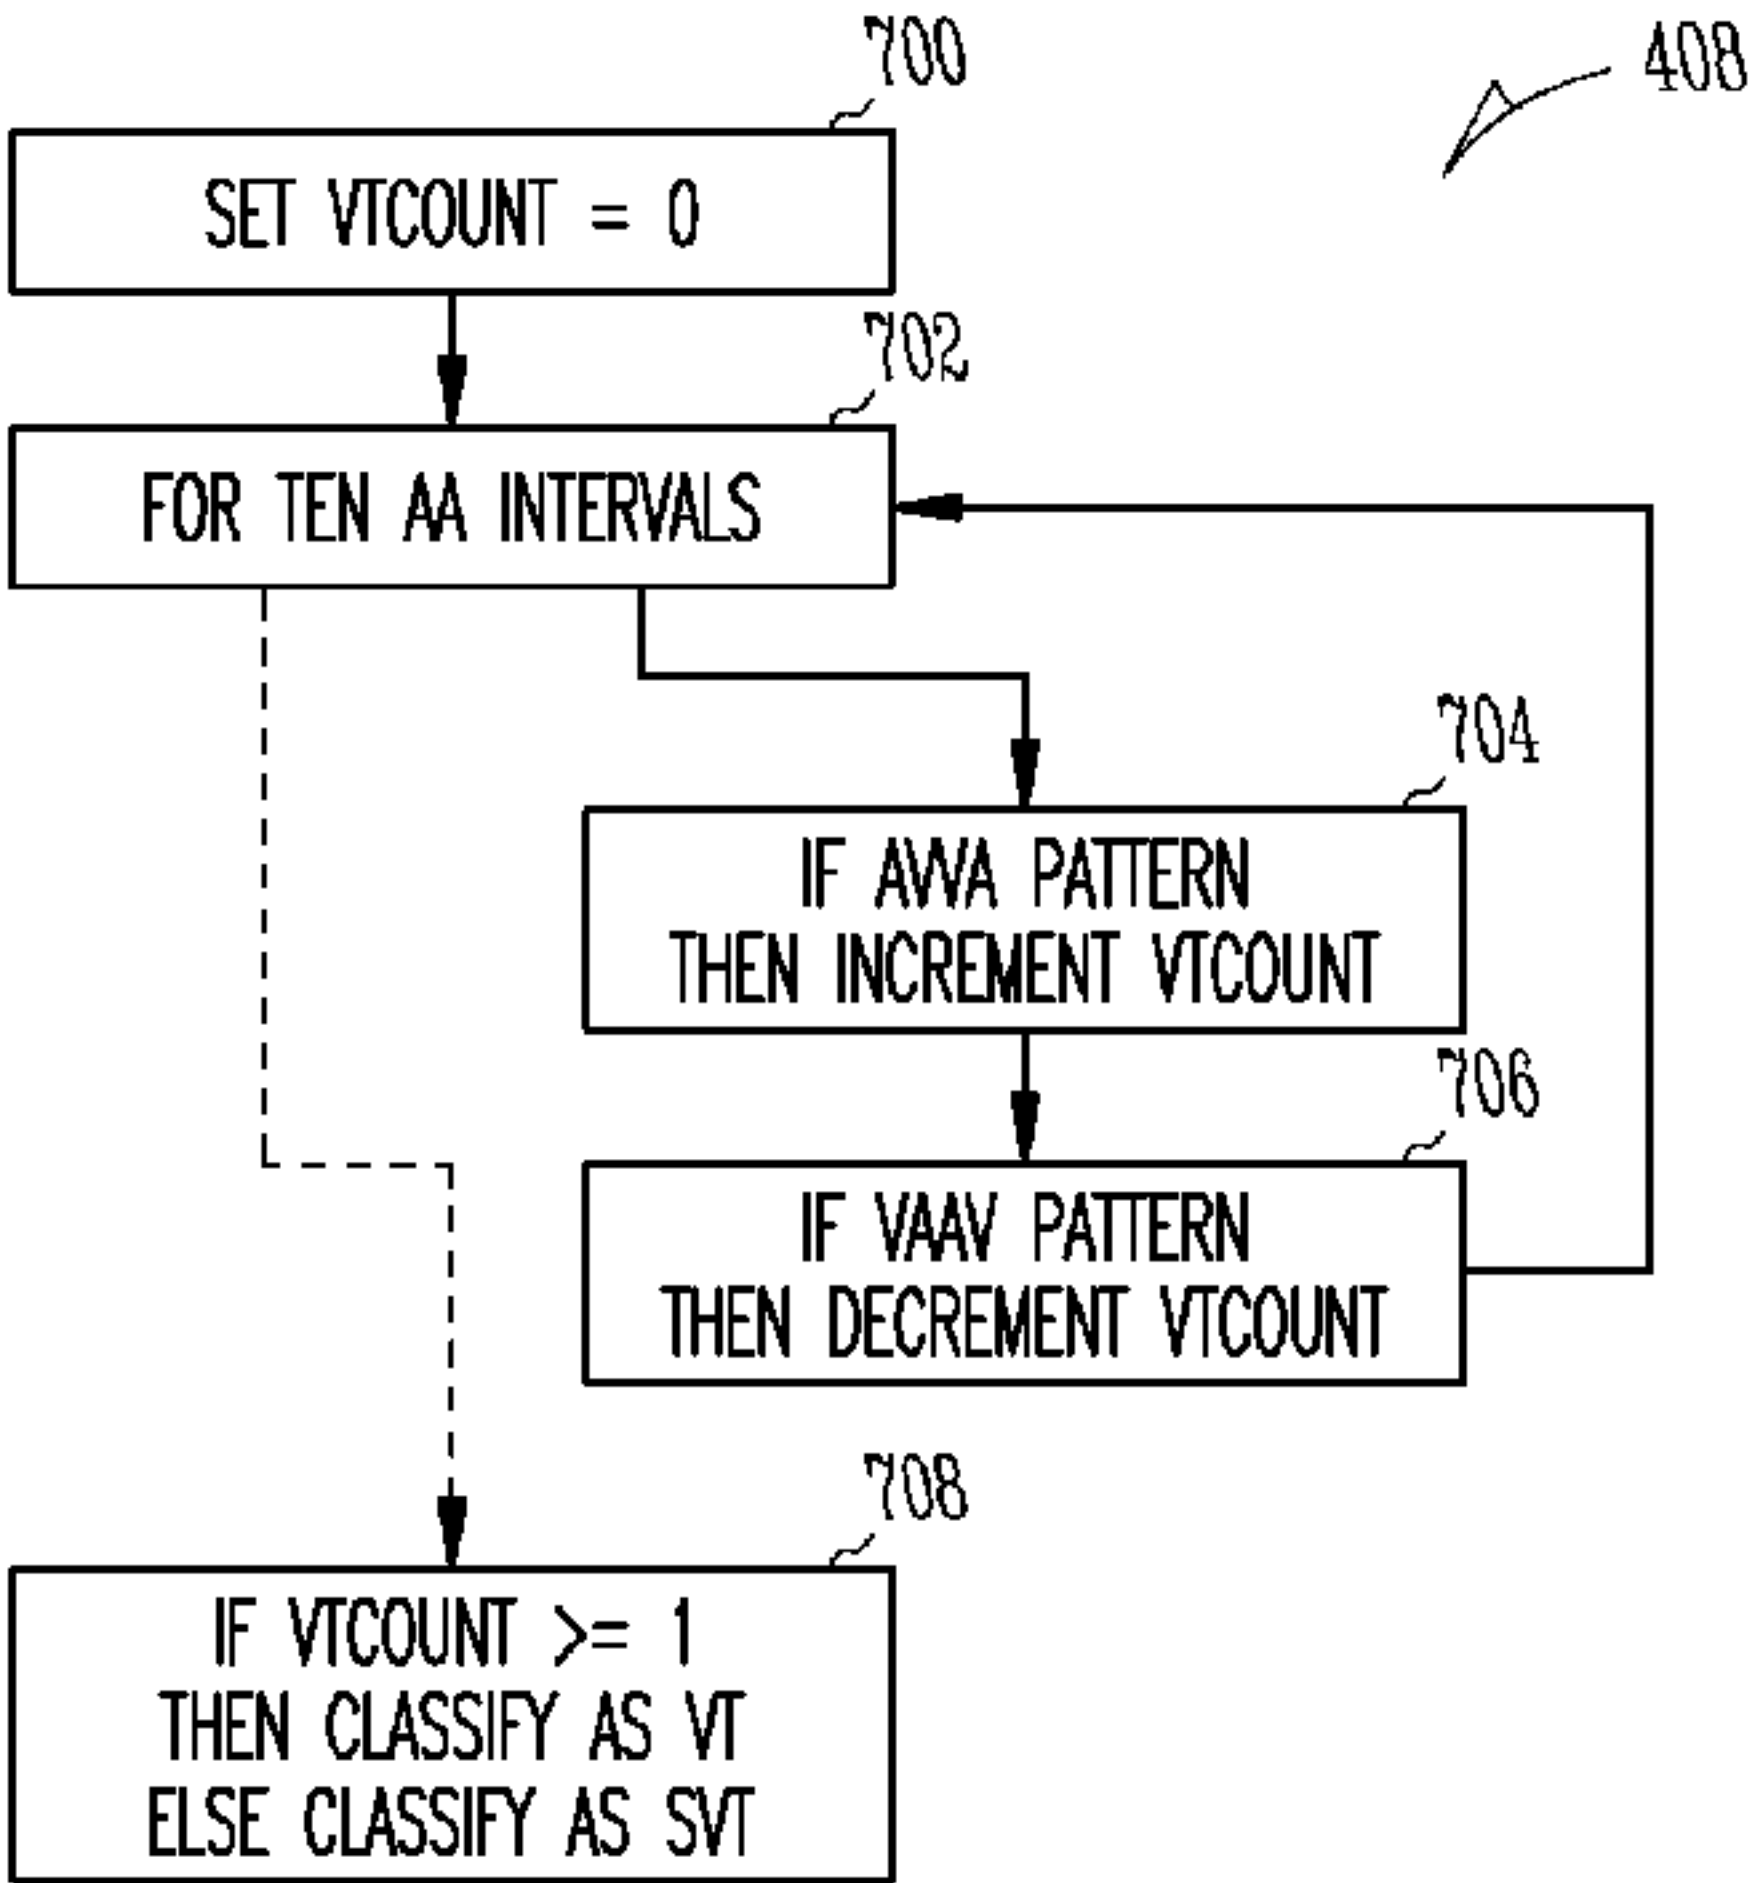 700
408
SET VTCOUNT = 0
702
FOR TEN AA INTERVALS
704
IF AVVA PATTERN
THEN INCREMENT VTCOUNT
706
IF VAAV PATTERN
THEN DECREMENT VTCOUNT
708
IF VTCOUNT >= 1
THEN CLASSIFY AS VT
ELSE CLASSIFY AS SVT